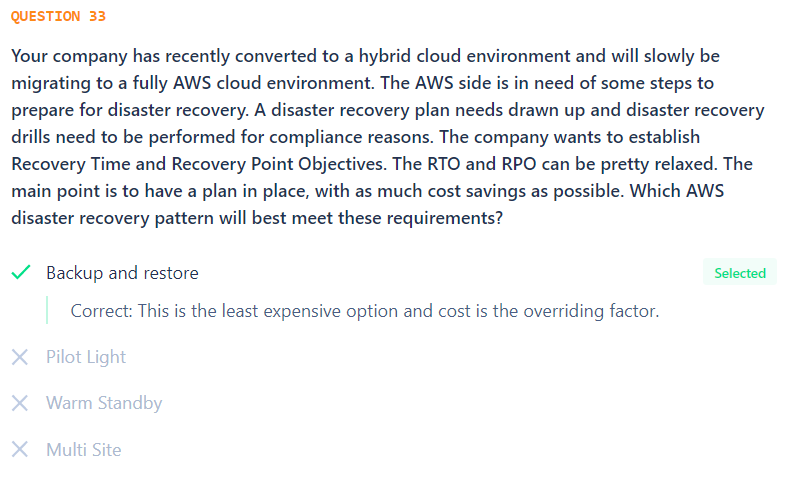 QUESTION 33
Your company has recently converted to a hybrid cloud environment and will slowly be
migrating to a fully AWS cloud environment. The AWS side is in need of some steps to
prepare for disaster recovery. A disaster recovery plan needs drawn up and disaster recovery
drills need to be performed for compliance reasons. The company wants to establish
Recovery Time and Recovery Point Objectives. The RTO and RPO can be pretty relaxed. The
main point is to have a plan in place, with as much cost savings as possible. Which AWS
disaster recovery pattern will best meet these requirements?
Backup and restore
Selected
Correct: This is the least expensive option and cost is the overriding factor.
Pilot Light
Warm Standby
Multi Site